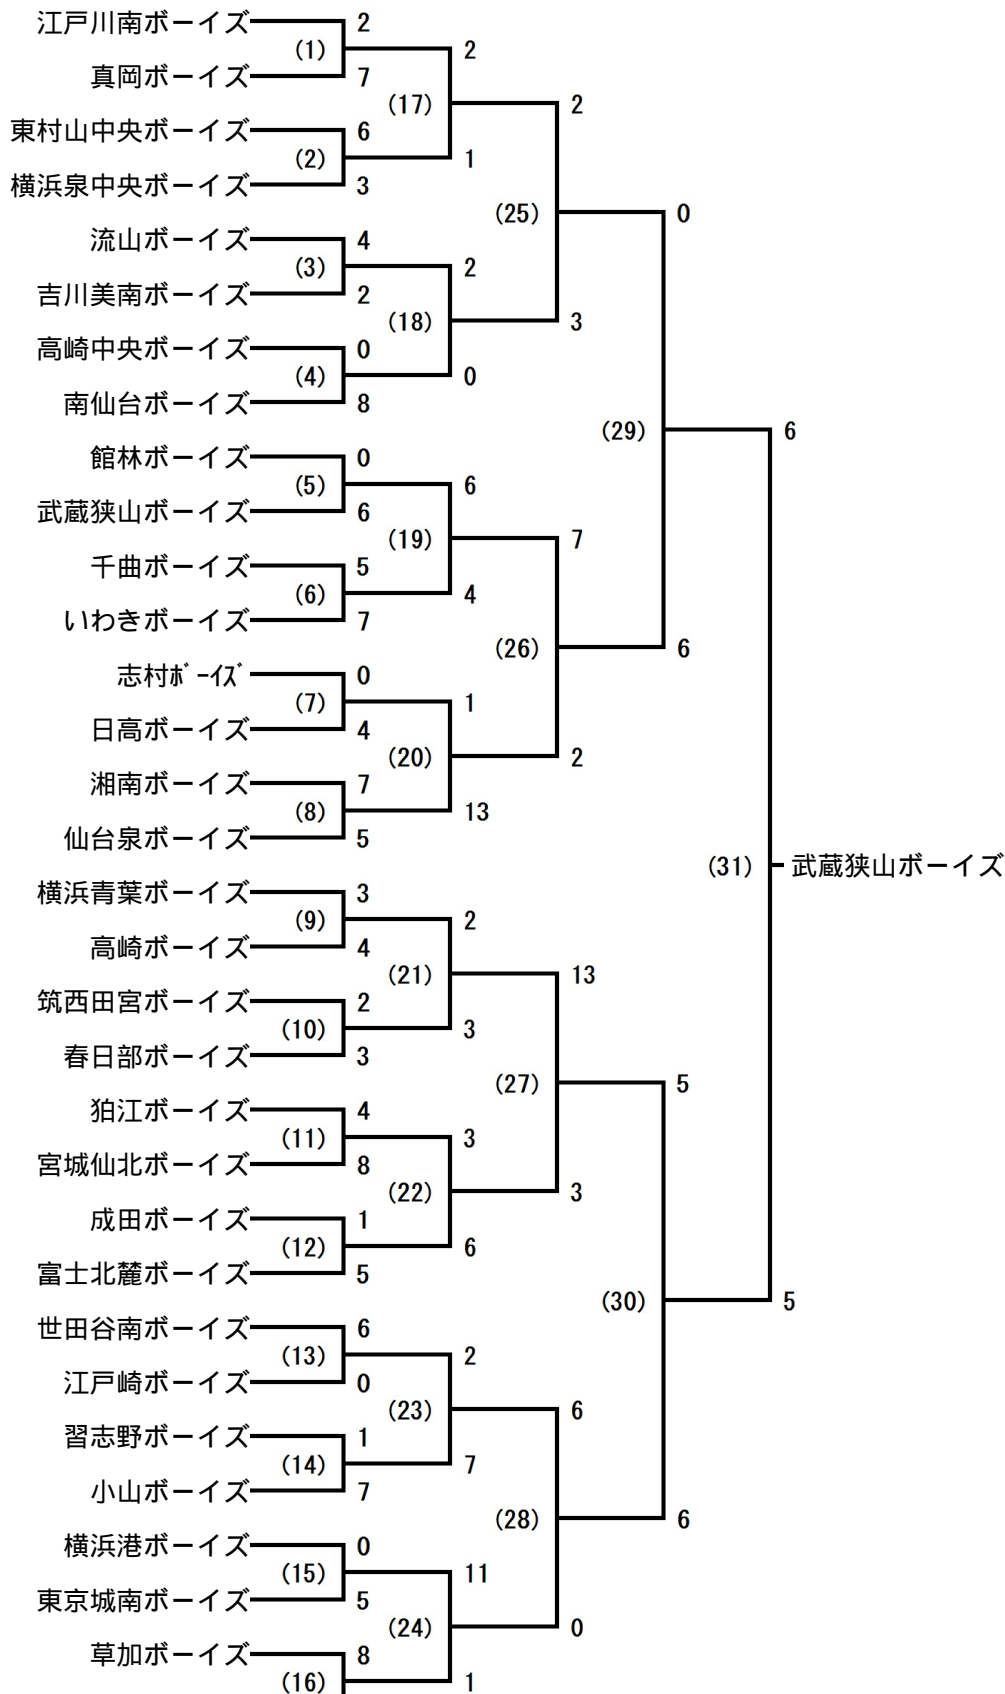 江戸川南ボーイズ 2
(1) 2
真岡ボーイズ 7
(17) 2
東村山中央ボーイズ 6
(2) 1
横浜泉中央ボーイズ 3
(25) 0
流山ボーイズ 4
(3) 2
吉川美南ボーイズ 2
(18) 3
高崎中央ボーイズ 0
(4) 0
南仙台ボーイズ 8
(29) 6
館林ボーイズ 0
(5) 6
武蔵狭山ボーイズ 6
(19) 7
千曲ボーイズ 5
(6) 4
いわきボーイズ 7
(26) 6
志村ﾎﾞｰｲｽﾞ 0
(7) 1
日高ボーイズ 4
(20) 2
湘南ボーイズ 7
(8) 13
仙台泉ボーイズ 5
(31) 武蔵狭山ボーイズ
横浜青葉ボーイズ 3
(9) 2
高崎ボーイズ 4
(21) 13
筑西田宮ボーイズ 2
(10) 3
春日部ボーイズ 3
(27) 5
狛江ボーイズ 4
(11) 3
宮城仙北ボーイズ 8
(22) 3
成田ボーイズ 1
(12) 6
富士北麓ボーイズ 5
(30) 5
世田谷南ボーイズ 6
(13) 2
江戸崎ボーイズ 0
(23) 6
習志野ボーイズ 1
(14) 7
小山ボーイズ 7
(28) 6
横浜港ボーイズ 0
(15) 11
東京城南ボーイズ 5
(24) 0
草加ボーイズ 8
(16) 1